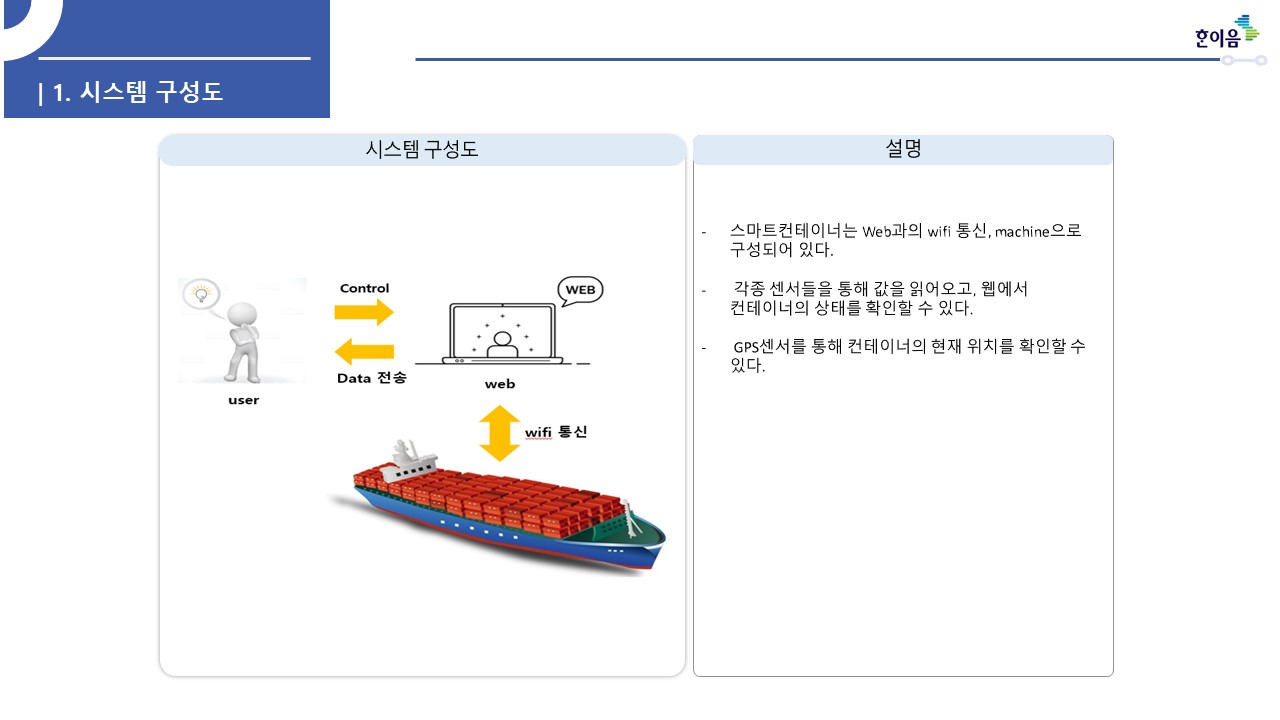 한이음
| 1. 시스템 구성도
시스템 구성도
Control
WEB
Data 전송
web
user
wifi 통신
설명
- 스마트컨테이너는 Web과의 wifi 통신, machine으로
구성되어 있다.
- 각종 센서들을 통해 값을 읽어오고, 웹에서
컨테이너의 상태를 확인할 수 있다.
- GPS센서를 통해 컨테이너의 현재 위치를 확인할 수
있다.